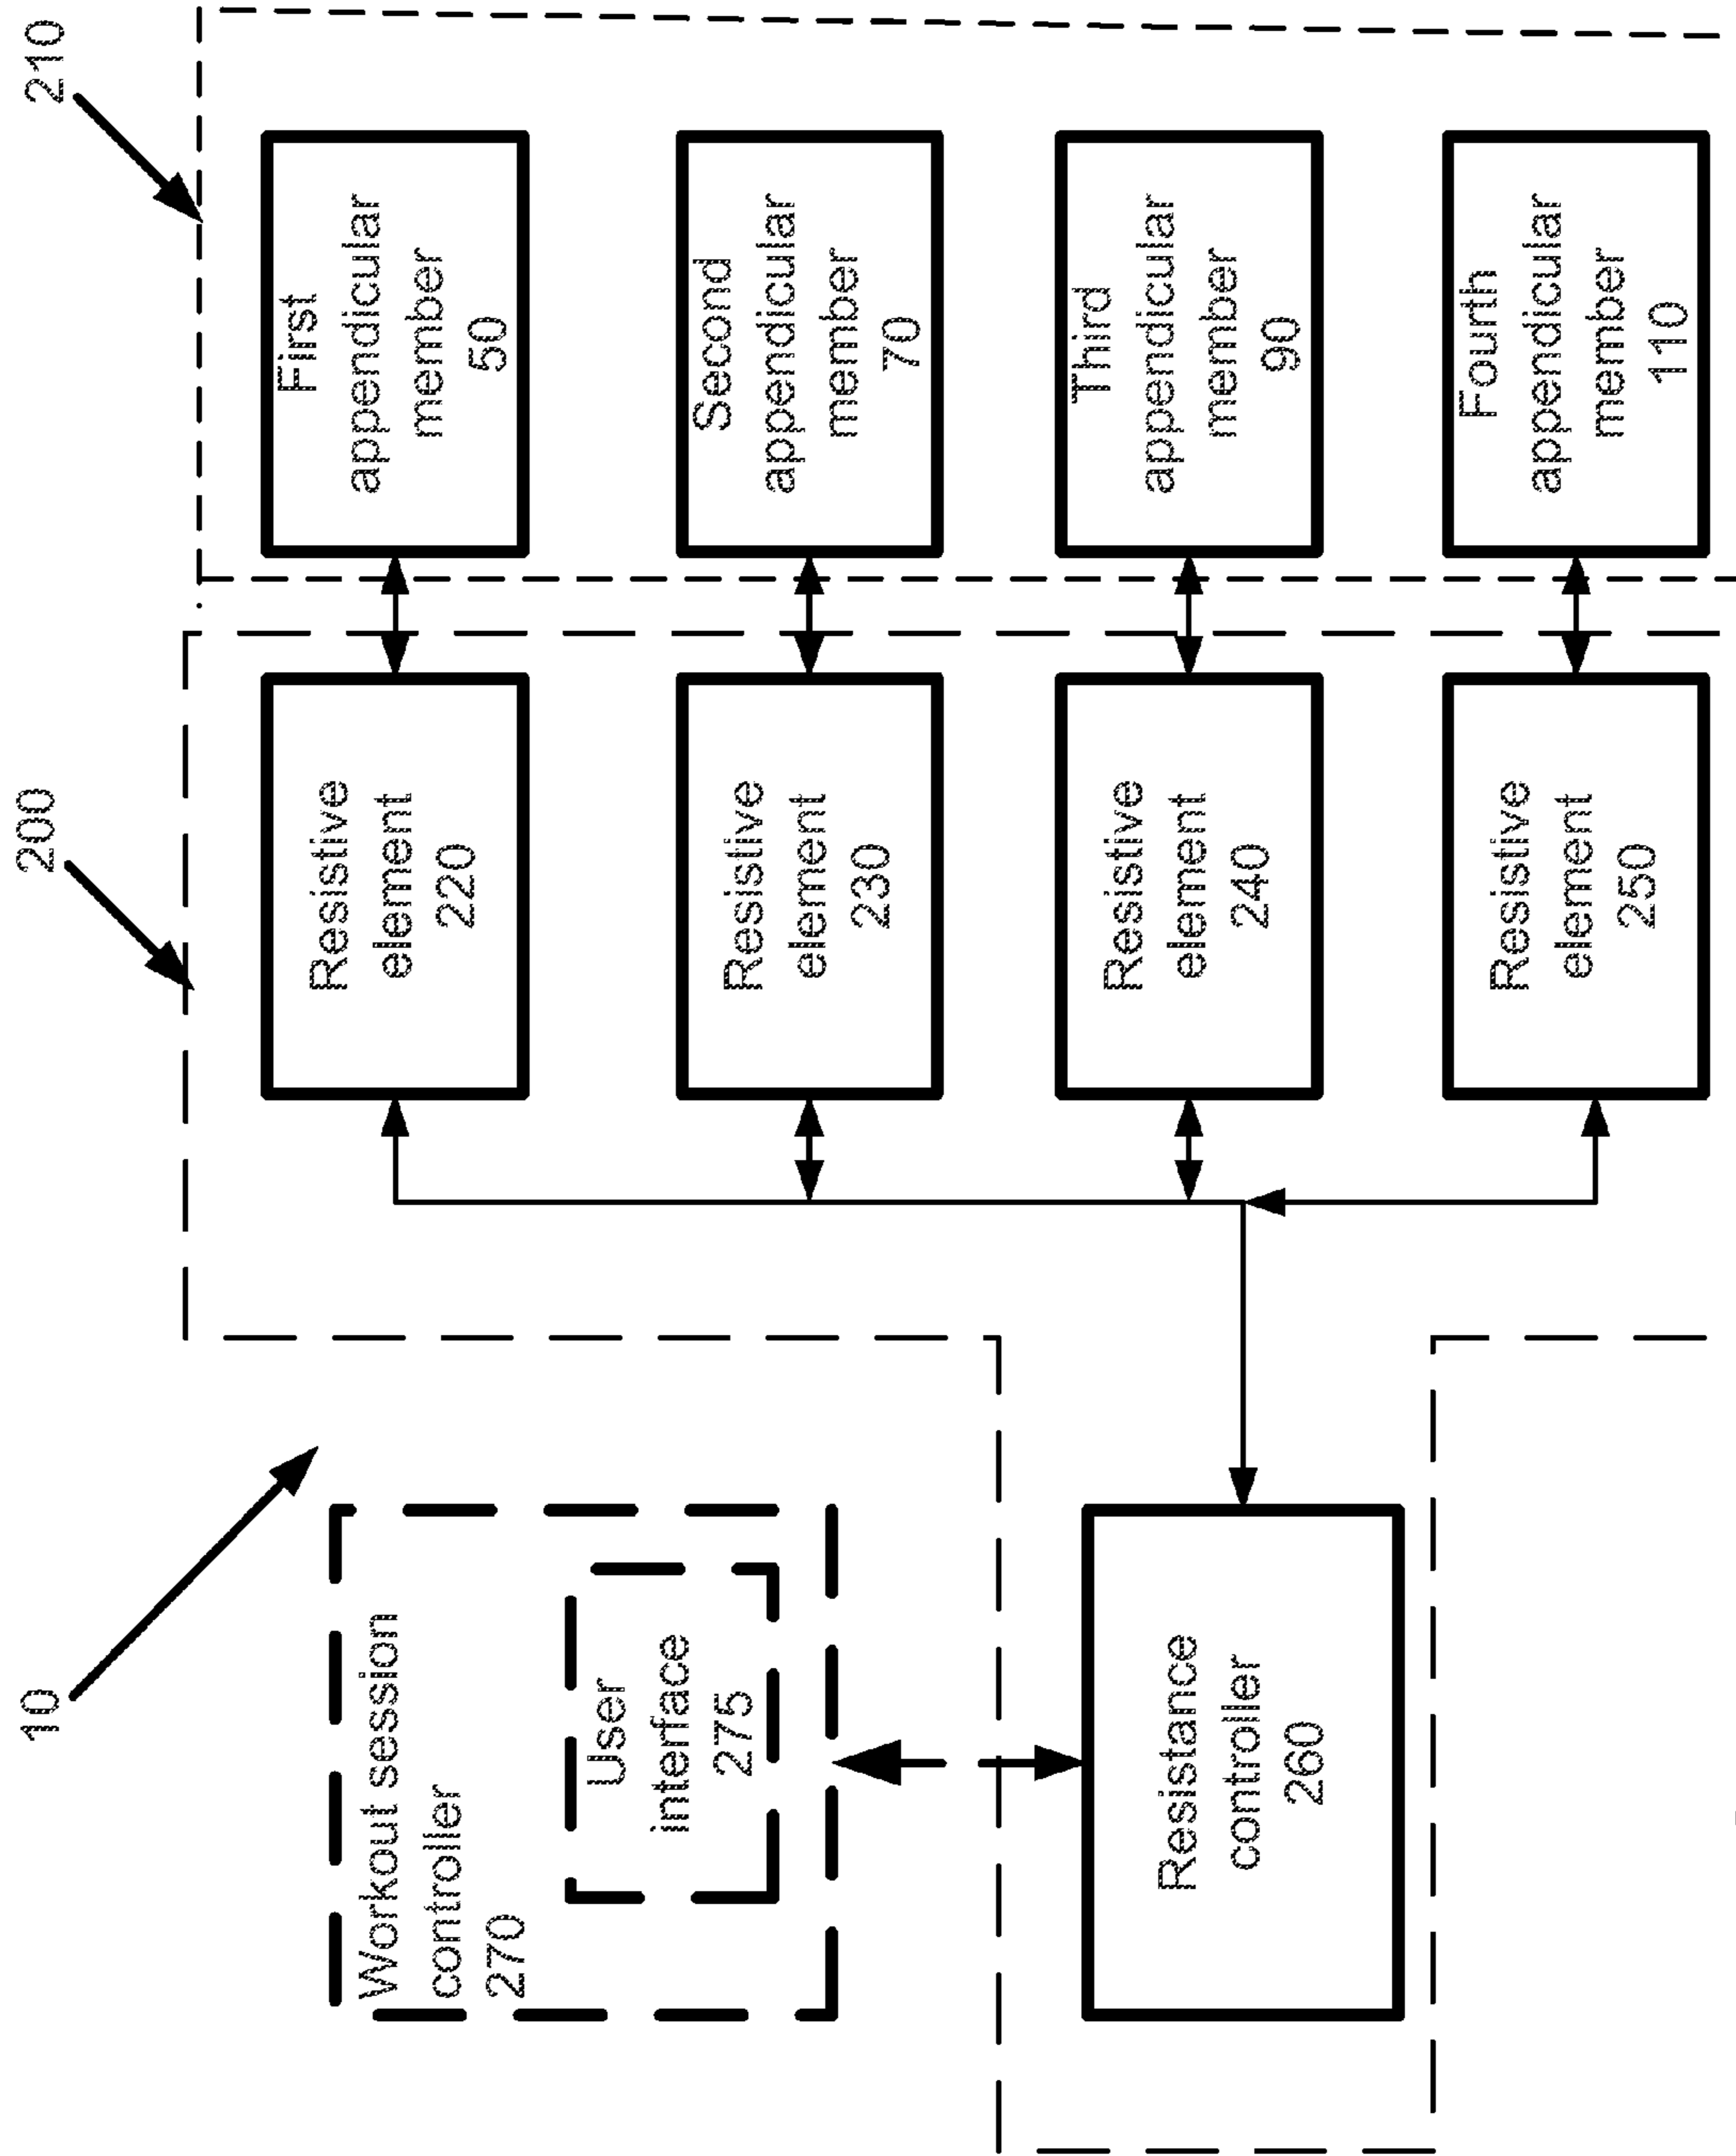 10
200
210
Workout session
controller
270
User
interface
275
Resistance
controller
260
Resistive
element
220
First
appendicular
member
50
Resistive
element
230
Second
appendicular
member
70
Resistive
element
240
Third
appendicular
member
90
Resistive
element
250
Fourth
appendicular
member
110